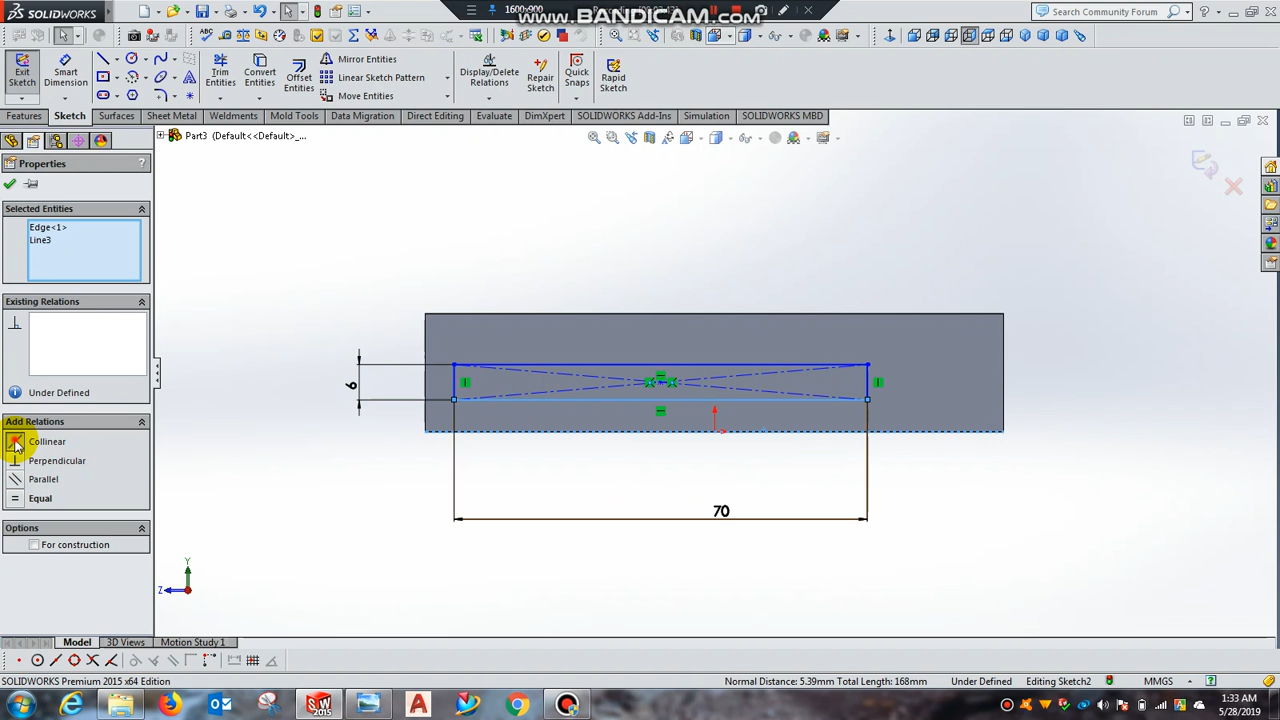 SOLIDWORKS
1600x900
Recording
www.BANDICAM.com
Search Community Forum
Exit Sketch
Smart Dimension
Trim Entities
Convert Entities
Offset Entities
Mirror Entities
Linear Sketch Pattern
Move Entities
Display/Delete Relations
Repair Sketch
Quick Snaps
Rapid Sketch
Features
Sketch
Surfaces
Sheet Metal
Weldments
Mold Tools
Data Migration
Direct Editing
Evaluate
DimXpert
SOLIDWORKS Add-Ins
Simulation
SOLIDWORKS MBD
Part3 (Default<<Default>_...
Properties
?
Selected Entities
Edge<1>
Line3
Existing Relations
Under Defined
Add Relations
Collinear
Perpendicular
Parallel
Equal
Options
For construction
6
70
Y
Z
Model
3D Views
Motion Study 1
SOLIDWORKS Premium 2015 x64 Edition
Normal Distance: 5.39mm Total Length: 168mm
Under Defined
Editing Sketch2
MMGS
1:33 AM
5/28/2019